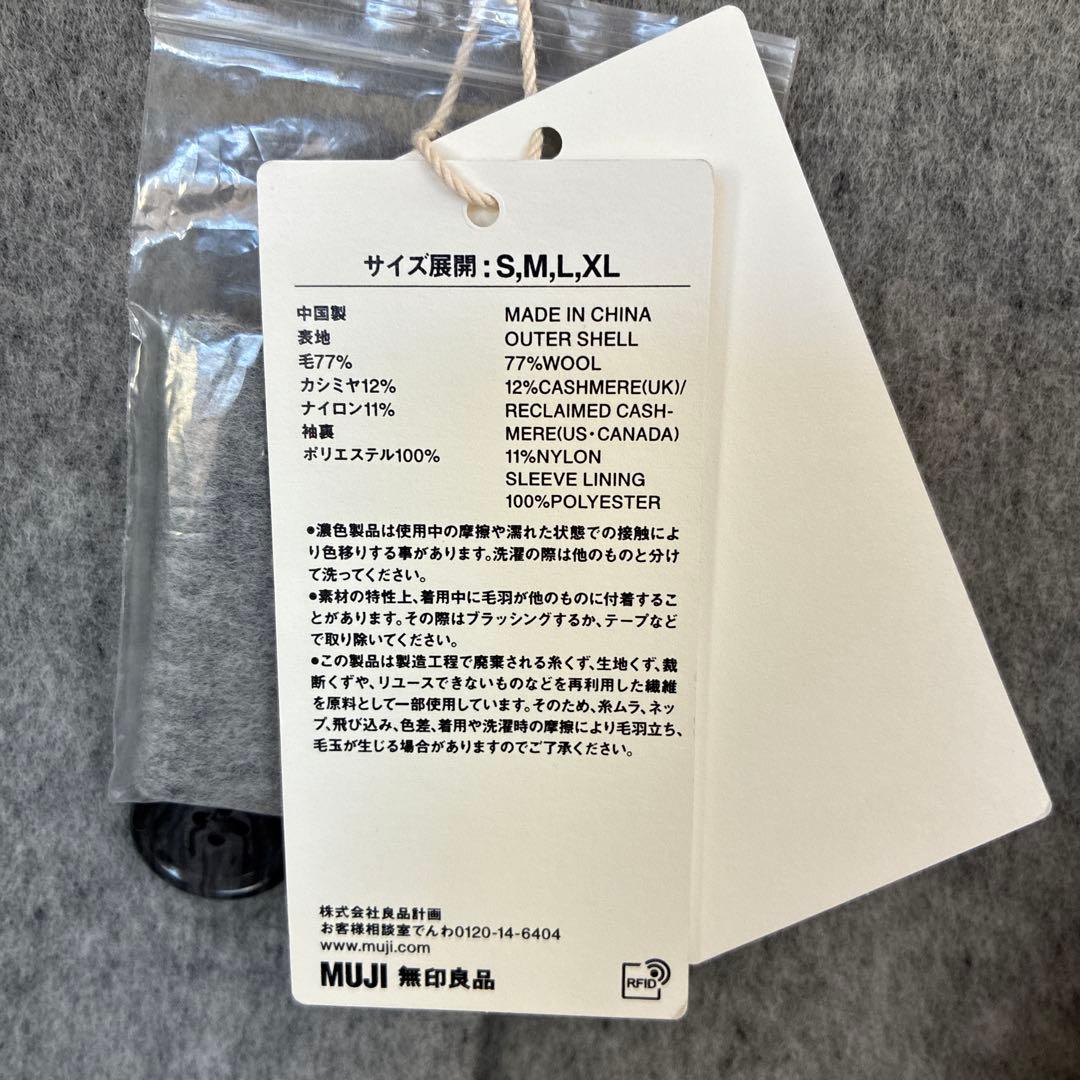 サイズ展開:S,M,L,XL
中国製 MADE IN CHINA
表地 OUTER SHELL
毛77% 77%WOOL
カシミヤ12% 12%CASHMERE(UK)/
ナイロン11% RECLAIMED CASH-
袖裏 MERE(US・CANADA)
ポリエステル100% 11%NYLON
SLEEVE LINING
100%POLYESTER
●濃色製品は使用中の摩擦や濡れた状態での接触によ
り色移りする事があります。洗濯の際は他のものと分け
て洗ってください。
●素材の特性上、着用中に毛羽が他のものに付着するこ
とがあります。その際はブラッシングするか、テープなど
で取り除いてください。
●この製品は製造工程で廃棄される糸くず、生地くず、裁
断くずや、リユースできないものなどを再利用した繊維
を原料として一部使用しています。そのため、糸ムラ、ネッ
プ、飛び込み、色差、着用や洗濯時の摩擦により毛羽立ち、
毛玉が生じる場合がありますのでご了承ください。
株式会社良品計画
お客様相談室でんわ0120-14-6404
www.muji.com
MUJI 無印良品
RFID